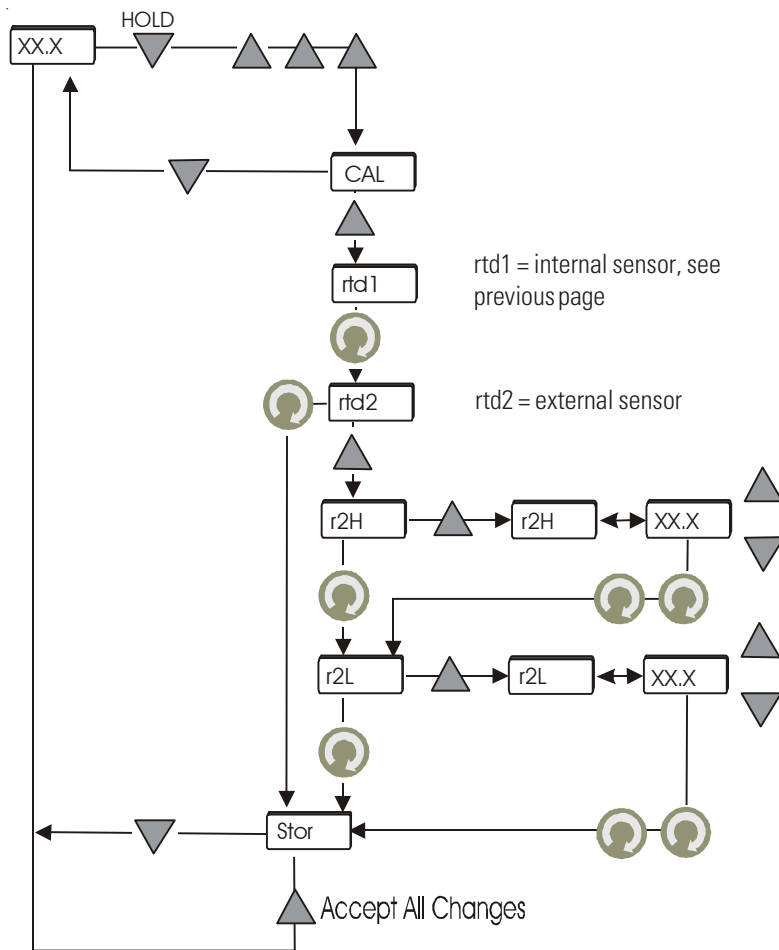 HOLD
XX.X
CAL
rtd1
rtd1 = internal sensor, see
previous page
rtd2
rtd2 = external sensor
r2H
r2H
XX.X
r2L
r2L
XX.X
Stor
Accept All Changes